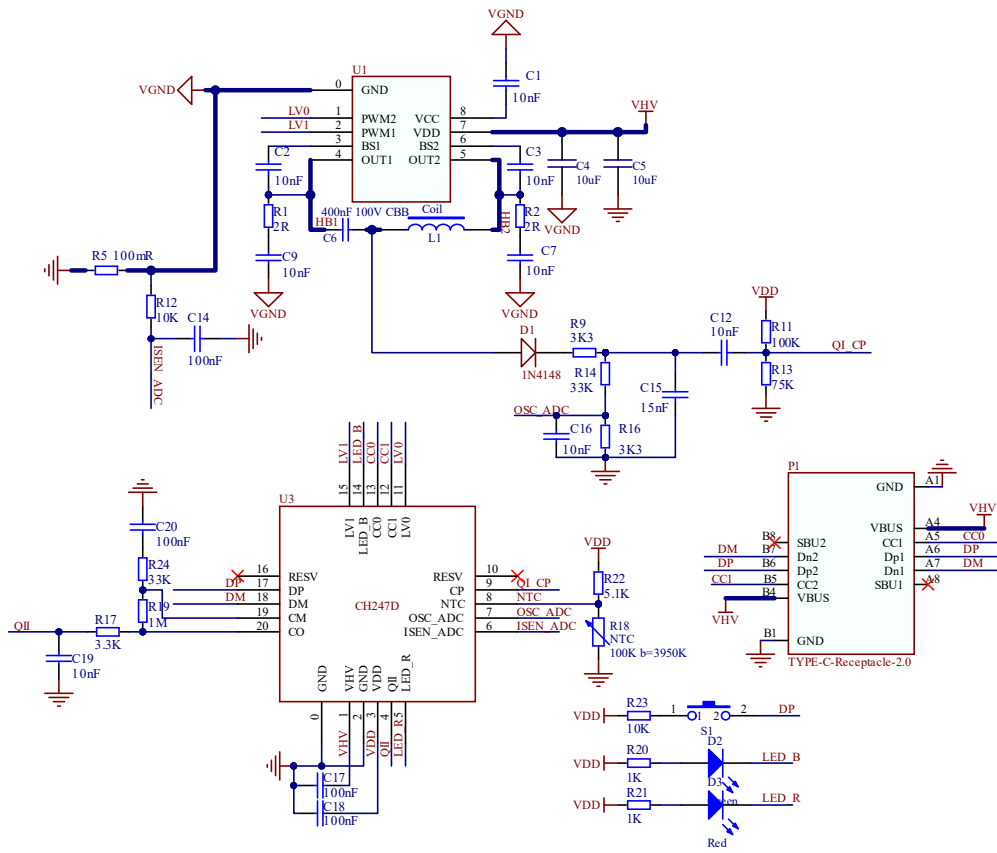 VGND
U1
VGND
0
GND
C1
10nF
LV0
1
PWM2
VCC
8
LV1
2
PWM1
VDD
7
VHV
3
BS1
BS2
6
4
OUT1
OUT2
5
C2
10nF
C3
10nF
C4
10uF
C5
10uF
R1
2R
400nF 100V CBB
HB1
C6
Coil
L1
HB2
R2
2R
VGND
C9
10nF
C7
10nF
VGND
VGND
R5 100mR
R12
10K
C14
100nF
ISEN_ADC
D1
1N4148
R9
3K3
C12
10nF
VDD
R11
100K
QI_CP
R14
33K
C15
15nF
R13
75K
OSC_ADC
C16
10nF
R16
3K3
LV1
LED_B
CC0
CC1
LV0
15
14
13
12
11
U3
LV1
LED_B
CC0
CC1
LV0
C20
100nF
R24
33K
R19
1M
DP
DM
16
RESV
17
DP
18
DM
19
CM
20
CO
CH247D
RESV
10
CP
9
QI_CP
NTC
8
NTC
OSC_ADC
7
OSC_ADC
ISEN_ADC
6
ISEN_ADC
QII
R17
3.3K
C19
10nF
GND
VHV
GND
VDD
QII
LED_R
0
1
2
3
4
5
VHV
VDD
QII
LED_R
C17
100nF
C18
100nF
VDD
R22
5.1K
R18
NTC
100K b=3950K
P1
GND
A1
VHV
VBUS
A4
B8
SBU2
CC1
A5
CC0
DM
B7
Dn2
Dp1
A6
DP
DP
B6
Dp2
Dn1
A7
DM
CC1
B5
CC2
SBU1
A8
B4
VBUS
VHV
B1
GND
TYPE-C-Receptacle-2.0
VDD
R23
10K
1
1
2
2
S1
DP
VDD
R20
1K
D2
LED_B
VDD
R21
1K
D3
LED_R
Red